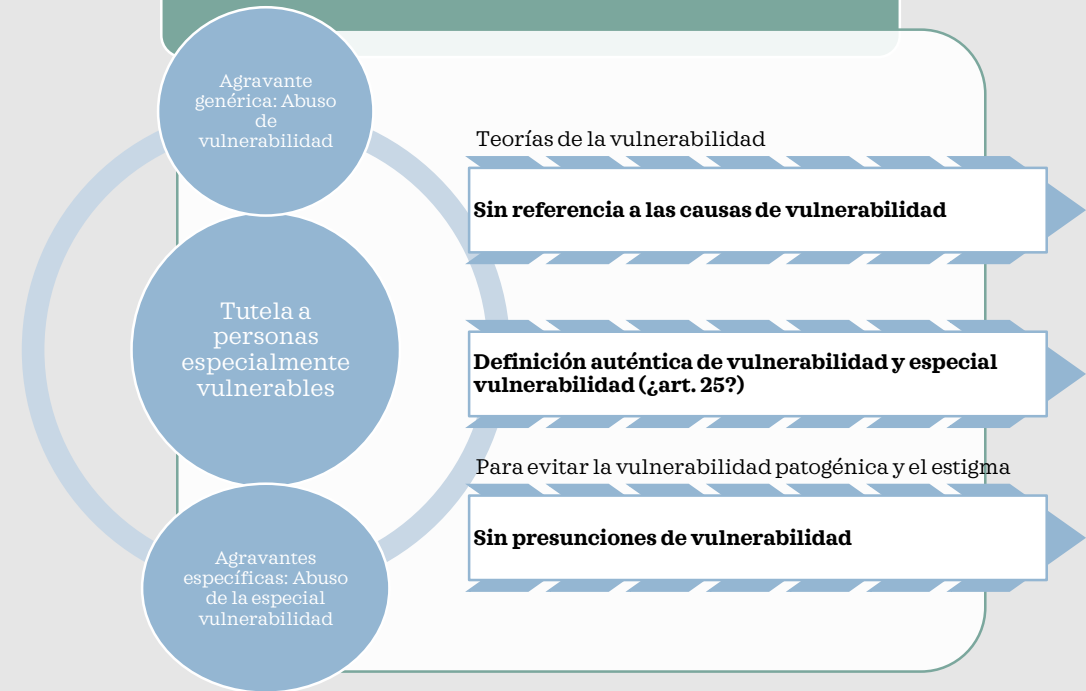 Agravante
genérica: Abuso
de
vulnerabilidad
Tutela a
personas
especialmente
vulnerables
Agravantes
específicas: Abuso
de la especial
vulnerabilidad
Teorías de la vulnerabilidad
Sin referencia a las causas de vulnerabilidad
Definición auténtica de vulnerabilidad y especial
vulnerabilidad (¿art. 25?)
Para evitar la vulnerabilidad patogénica y el estigma
Sin presunciones de vulnerabilidad